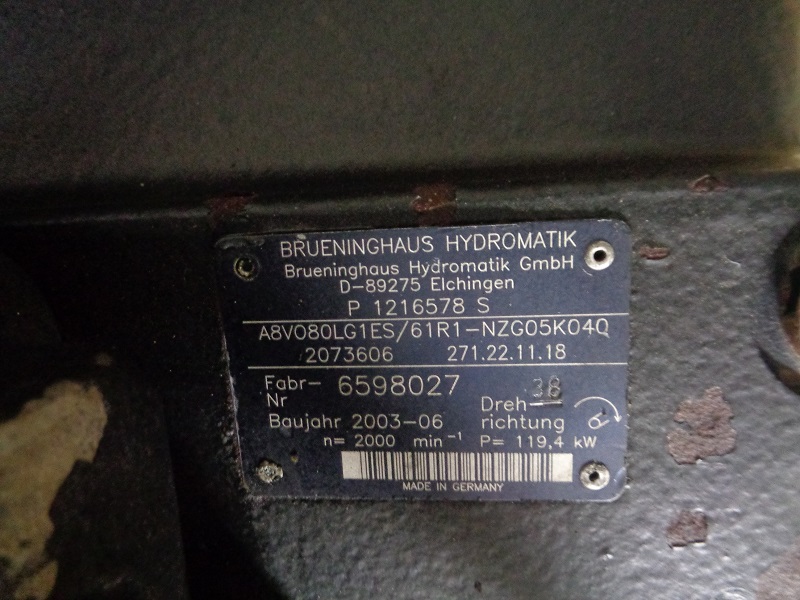 BRUENINGHAUS HYDROMATIK
Brueninghaus Hydromatik GmbH
D-89275 Elchingen
P 1216578 S
A8VO80LG1ES/61R1-NZG05K04Q
2073606 271.22.11.18
Fabr-Nr 6598027
38
Baujahr 2003-06 Dreh-richtung
n= 2000 min⁻¹ P= 119,4 kW
MADE IN GERMANY